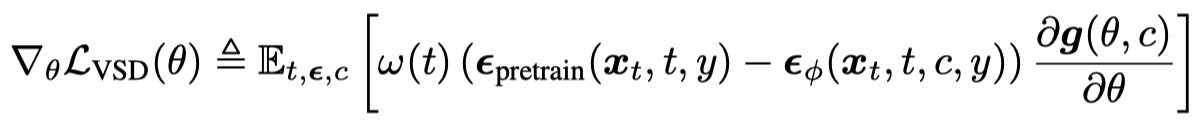 ∇_θ ℒ_VSD(θ) ≜ 𝔼_{t,ϵ,c} [ω(t) (ϵ_pretrain(x_t, t, y) − ϵ_ϕ(x_t, t, c, y)) ∂g(θ, c)/∂θ]